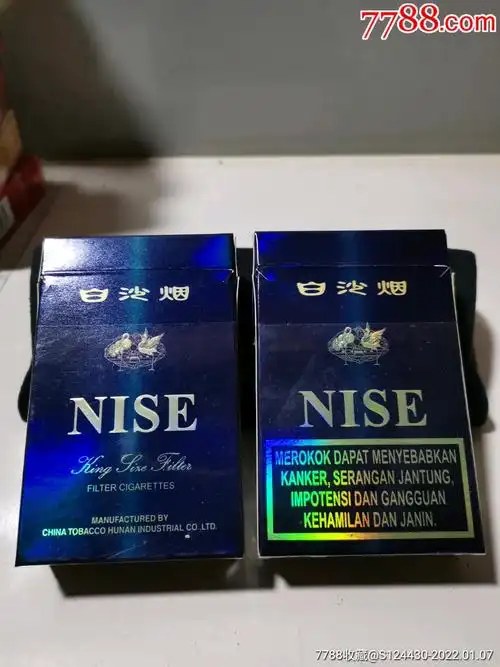 7788.com
白沙烟
NISE
King Size Filter
FILTER CIGARETTES
MANUFACTURED BY
CHINA TOBACCO HUNAN INDUSTRIAL CO.,LTD.
白沙烟
NISE
MEROKOK DAPAT MENYEBABKAN
KANKER, SERANGAN JANTUNG,
IMPOTENSI DAN GANGGUAN
KEHAMILAN DAN JANIN.
7788收藏@S124430-2022.01.07